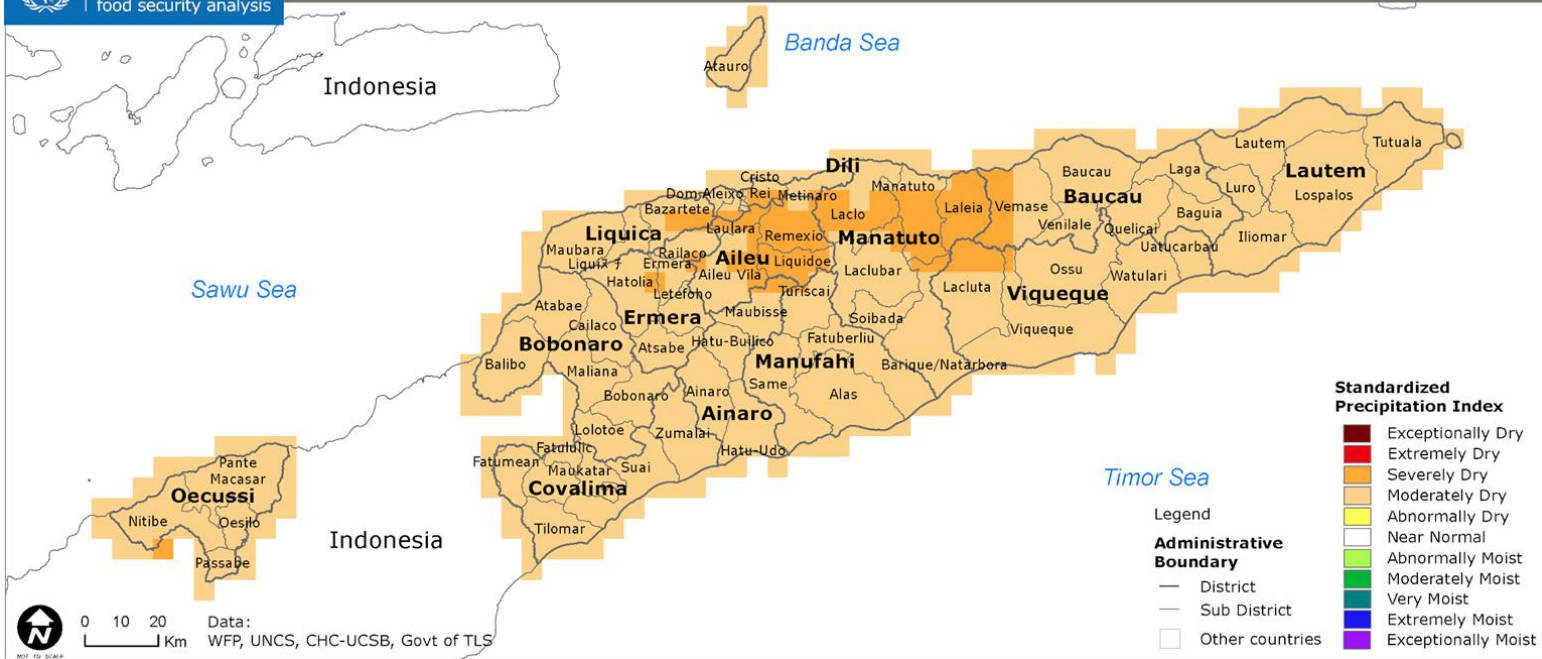 food security analysis
Banda Sea
Indonesia
Atauro
Tutuala
Lautem
Dili
Lautem
Laga
Baucau
Cristo
Rei
Manatuto
Dom Aleixo
Metinaro
Luro
Lospalos
Baucau
Laleia
Vemase
Bazartete
Laclo
Baguia
Venilale
Quelicai
Laulara
Remexio
Liquica
Manatuto
Iliomar
Uatucarbau
Maubara
Railaco
Aileu
Liquidoe
Ermera
Laclubar
Ossu
Watulari
Aileu Vila
Hatolia
Sawu Sea
Letefoho
Turiscai
Lacluta
Viqueque
Atabae
Maubisse
Ermera
Soibada
Cailaco
Viqueque
Hatu-Builico
Fatuberliu
Bobonaro
Atsabe
Manufahi
Balibo
Barique/Natarbora
Maliana
Same
Ainaro
Alas
Bobonaro
Ainaro
Lolotoe
Zumalai
Fatululic
Hatu-Udo
Fatumean
Maukatar
Suai
Covalima
Tilomar
Pante
Macasar
Oecussi
Nitibe
Oesilo
Passabe
Indonesia
Timor Sea
Legend
Administrative
Boundary
District
Sub District
Other countries
Standardized
Precipitation Index
Exceptionally Dry
Extremely Dry
Severely Dry
Moderately Dry
Abnormally Dry
Near Normal
Abnormally Moist
Moderately Moist
Very Moist
Extremely Moist
Exceptionally Moist
N
NOT TO SCALE
0 10 20
Km
Data:
WFP, UNCS, CHC-UCSB, Govt of TLS